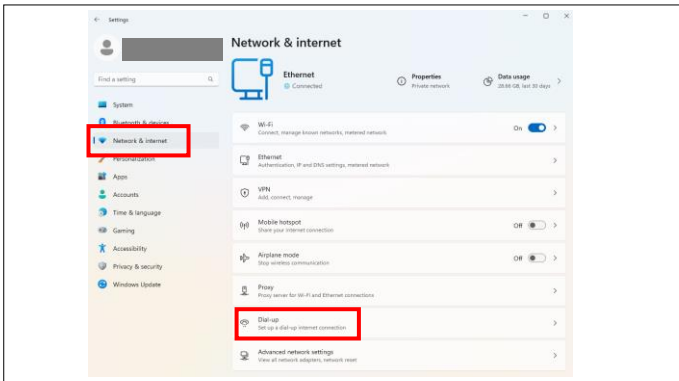 Settings
Network & internet
Find a setting
Ethernet
Connected
Properties
Private network
Data usage
28.66 GB, last 30 days
System
Bluetooth & devices
Network & internet
Personalization
Apps
Accounts
Time & language
Gaming
Accessibility
Privacy & security
Windows Update
Wi-Fi
Connect, manage known networks, metered network
On
Ethernet
Authentication, IP and DNS settings, metered network
VPN
Add, connect, manage
Mobile hotspot
Share your internet connection
Off
Airplane mode
Stop wireless communication
Off
Proxy
Proxy server for Wi-Fi and Ethernet connections
Dial-up
Set up a dial-up internet connection
Advanced network settings
View all network adapters, network reset